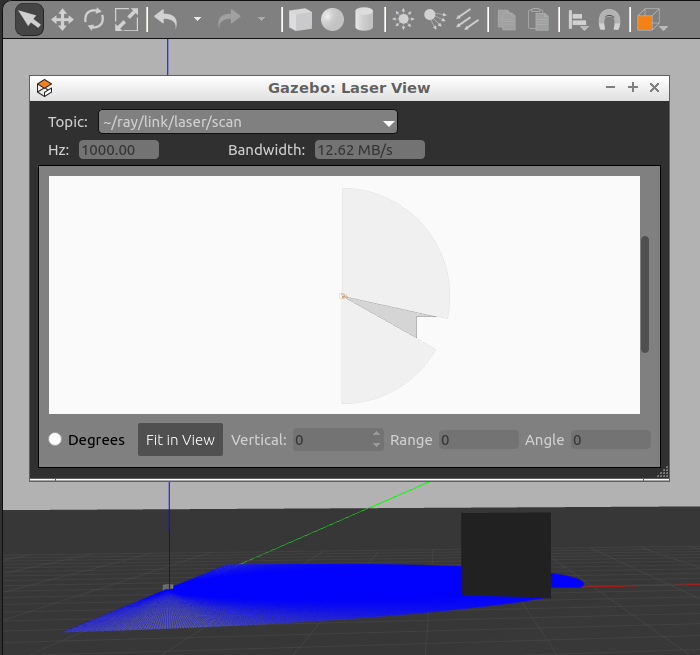 Gazebo: Laser View
Topic: ~/ray/link/laser/scan
Hz: 1000.00 Bandwidth: 12.62 MB/s
Degrees Fit in View Vertical: 0 Range 0 Angle 0